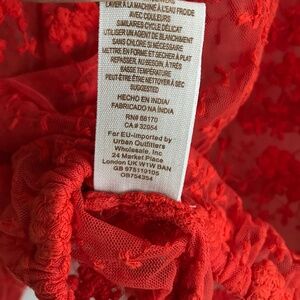 LAVER À LA MACHINE À L'EAU FROIDE
AVEC COULEURS
SIMILAIRES CYCLE DÉLICAT
UTILISER UN AGENT DE BLANCHIMENT
SANS CHLORE SI NÉCESSAIRE
METTRE EN FORME ET SÉCHER À PLAT
REPASSER, AU BESOIN, À TRÈS
BASSE TEMPÉRATURE
PEUT-ÊTRE ÊTRE NETTOYER À SEC
SUGGESTED
HECHO EN INDIA/
FABRICADO NA ÍNDIA
RN# 66170
CA# 32054
For EU-imported by
Urban Outfitters
Wholesale, Inc
24 Market Place
London UK W1W 8AN
GB 975119105
OB754354